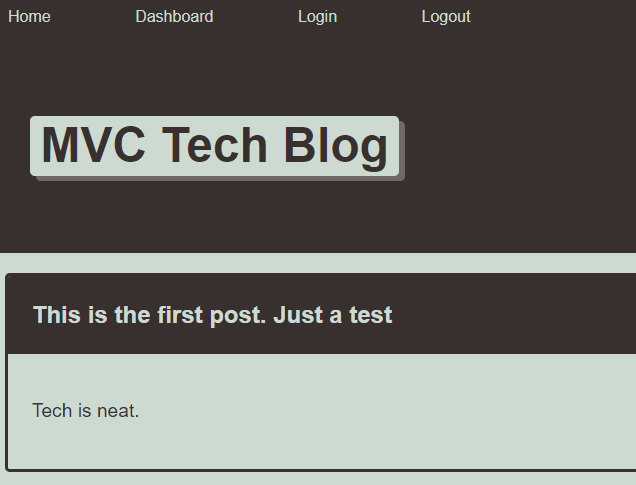 Home Dashboard Login Logout
MVC Tech Blog
This is the first post. Just a test
Tech is neat.